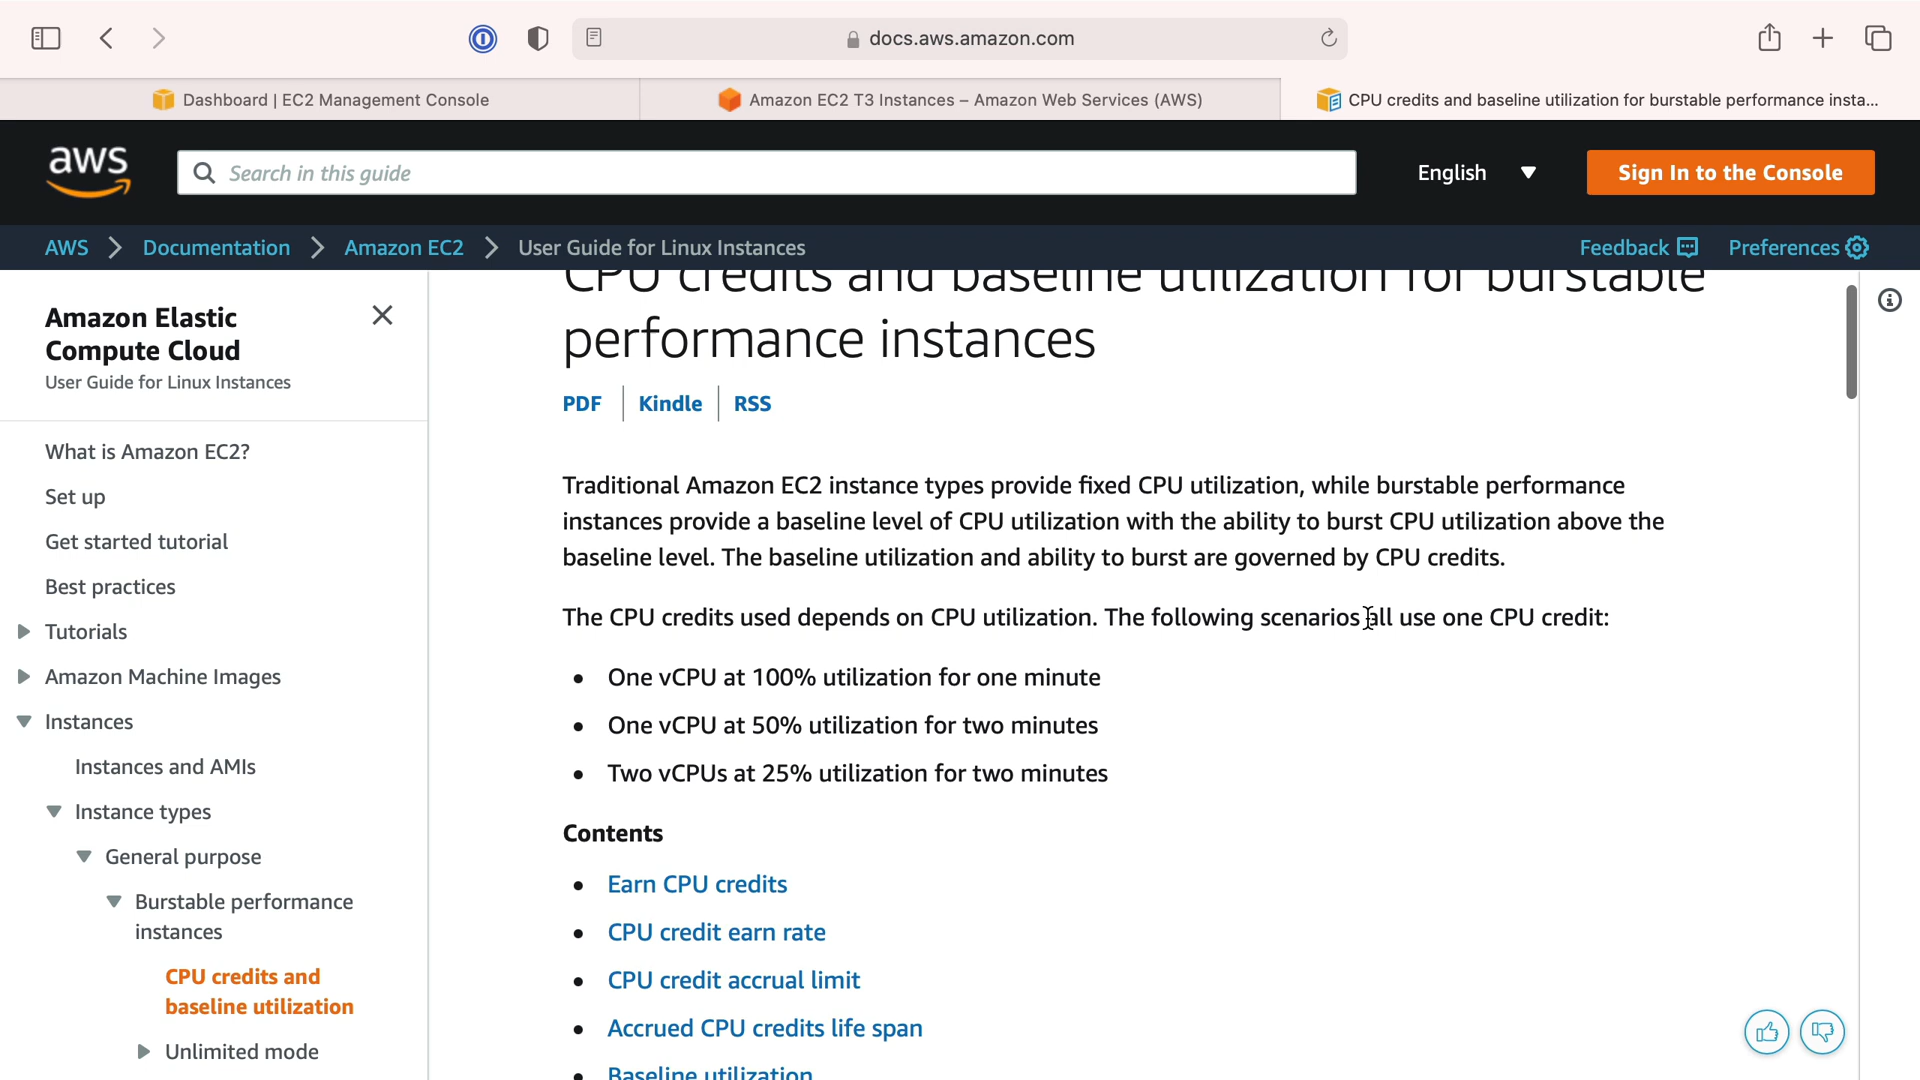 docs.aws.amazon.com
Dashboard | EC2 Management Console
Amazon EC2 T3 Instances – Amazon Web Services (AWS)
CPU credits and baseline utilization for burstable performance insta...
aws
Search in this guide
English
Sign In to the Console
AWS
Documentation
Amazon EC2
User Guide for Linux Instances
Feedback
Preferences
Amazon Elastic
Compute Cloud
User Guide for Linux Instances
What is Amazon EC2?
Set up
Get started tutorial
Best practices
Tutorials
Amazon Machine Images
Instances
Instances and AMIs
Instance types
General purpose
Burstable performance
instances
CPU credits and
baseline utilization
Unlimited mode
CPU credits and baseline utilization for burstable
performance instances
PDF
Kindle
RSS
Traditional Amazon EC2 instance types provide fixed CPU utilization, while burstable performance
instances provide a baseline level of CPU utilization with the ability to burst CPU utilization above the
baseline level. The baseline utilization and ability to burst are governed by CPU credits.
The CPU credits used depends on CPU utilization. The following scenarios all use one CPU credit:
• One vCPU at 100% utilization for one minute
• One vCPU at 50% utilization for two minutes
• Two vCPUs at 25% utilization for two minutes
Contents
• Earn CPU credits
• CPU credit earn rate
• CPU credit accrual limit
• Accrued CPU credits life span
• Baseline utilization